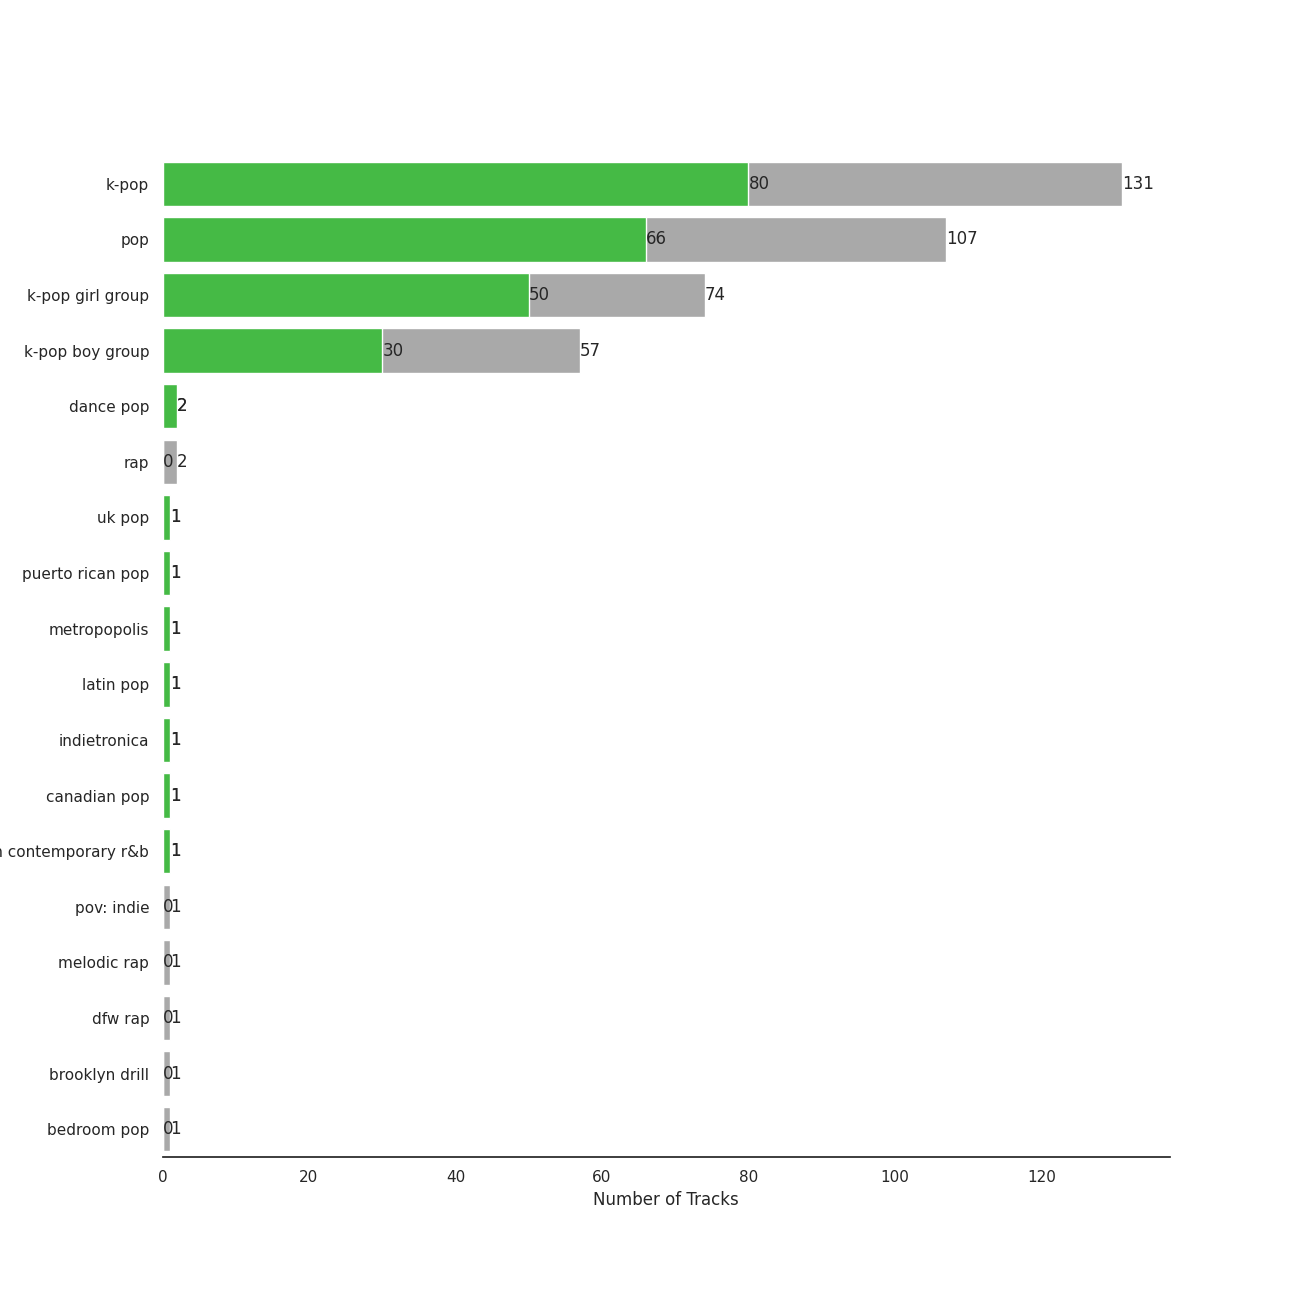 k-pop 80 131
pop 66 107
k-pop girl group 50 74
k-pop boy group 30 57
dance pop 2
rap 0 2
uk pop 1
puerto rican pop 1
metropopolis 1
latin pop 1
indietronica 1
canadian pop 1
contemporary r&b 1
pov: indie 0 1
melodic rap 0 1
dfw rap 0 1
brooklyn drill 0 1
bedroom pop 0 1
0 20 40 60 80 100 120
Number of Tracks